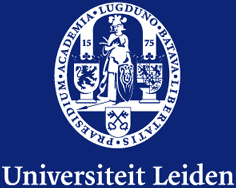 ACADEMIA · LUGDUNO · BATAVA · LIBERTATIS · PRAESIDIUM ·
15 75
Universiteit Leiden